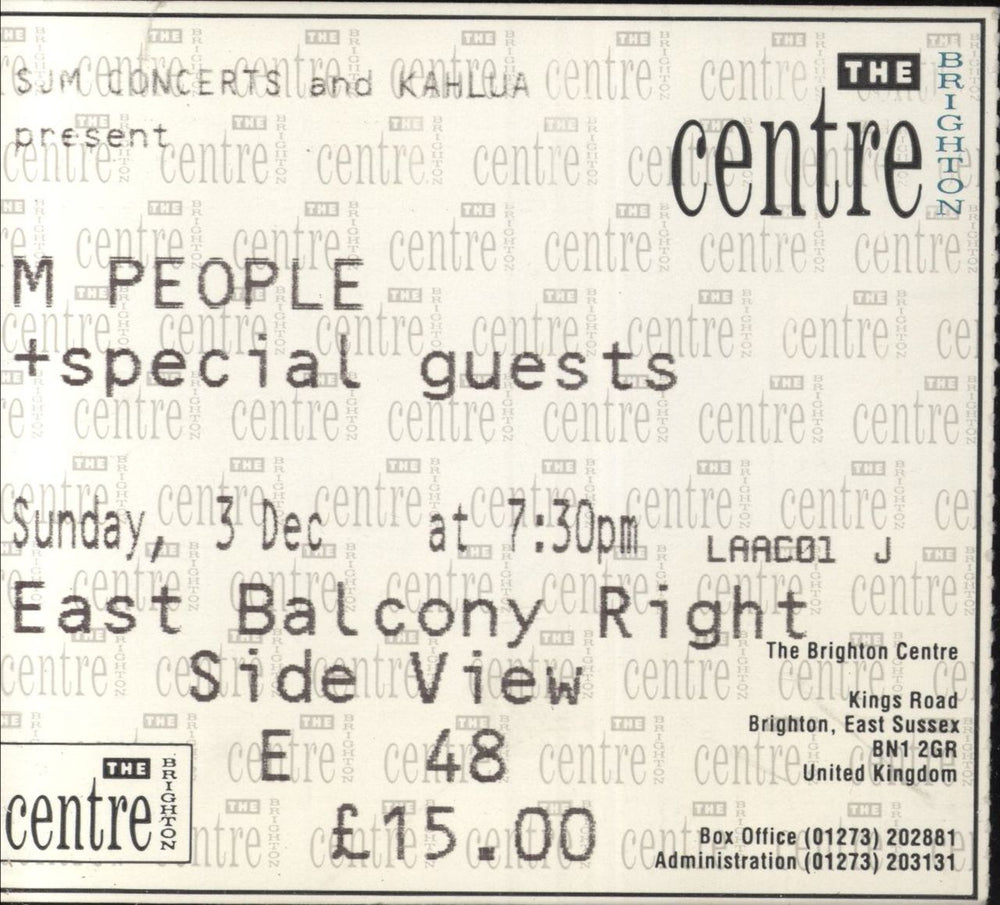 SJM CONCERTS and KAHLUA
present
THE
centre
BRIGHTON
M PEOPLE
+special guests
Sunday, 3 Dec at 7:30pm
LAAC01 J
East Balcony Right
Side View
E 48
£15.00
The Brighton Centre
Kings Road
Brighton, East Sussex
BN1 2GR
United Kingdom
Box Office (01273) 202881
Administration (01273) 203131
THE
centre
BRIGHTON